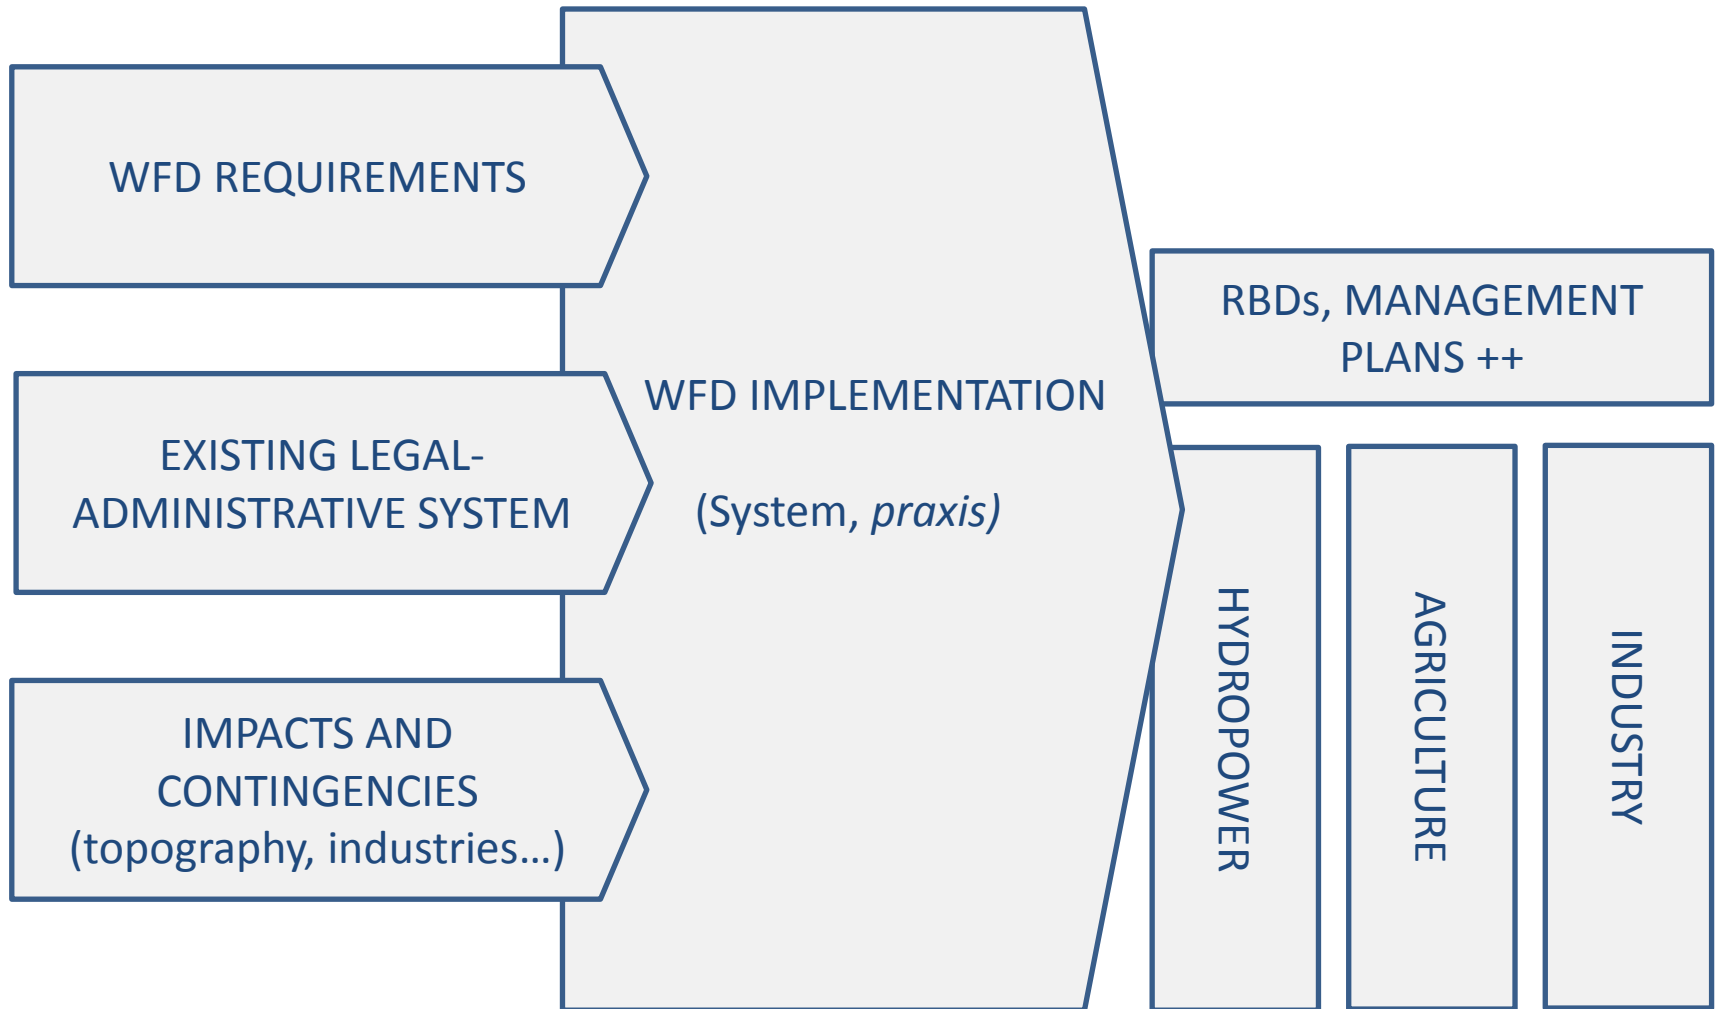 WFD REQUIREMENTS
EXISTING LEGAL-
ADMINISTRATIVE SYSTEM
IMPACTS AND
CONTINGENCIES
(topography, industries…)
WFD IMPLEMENTATION
(System, praxis)
RBDs, MANAGEMENT
PLANS ++
HYDROPOWER
AGRICULTURE
INDUSTRY